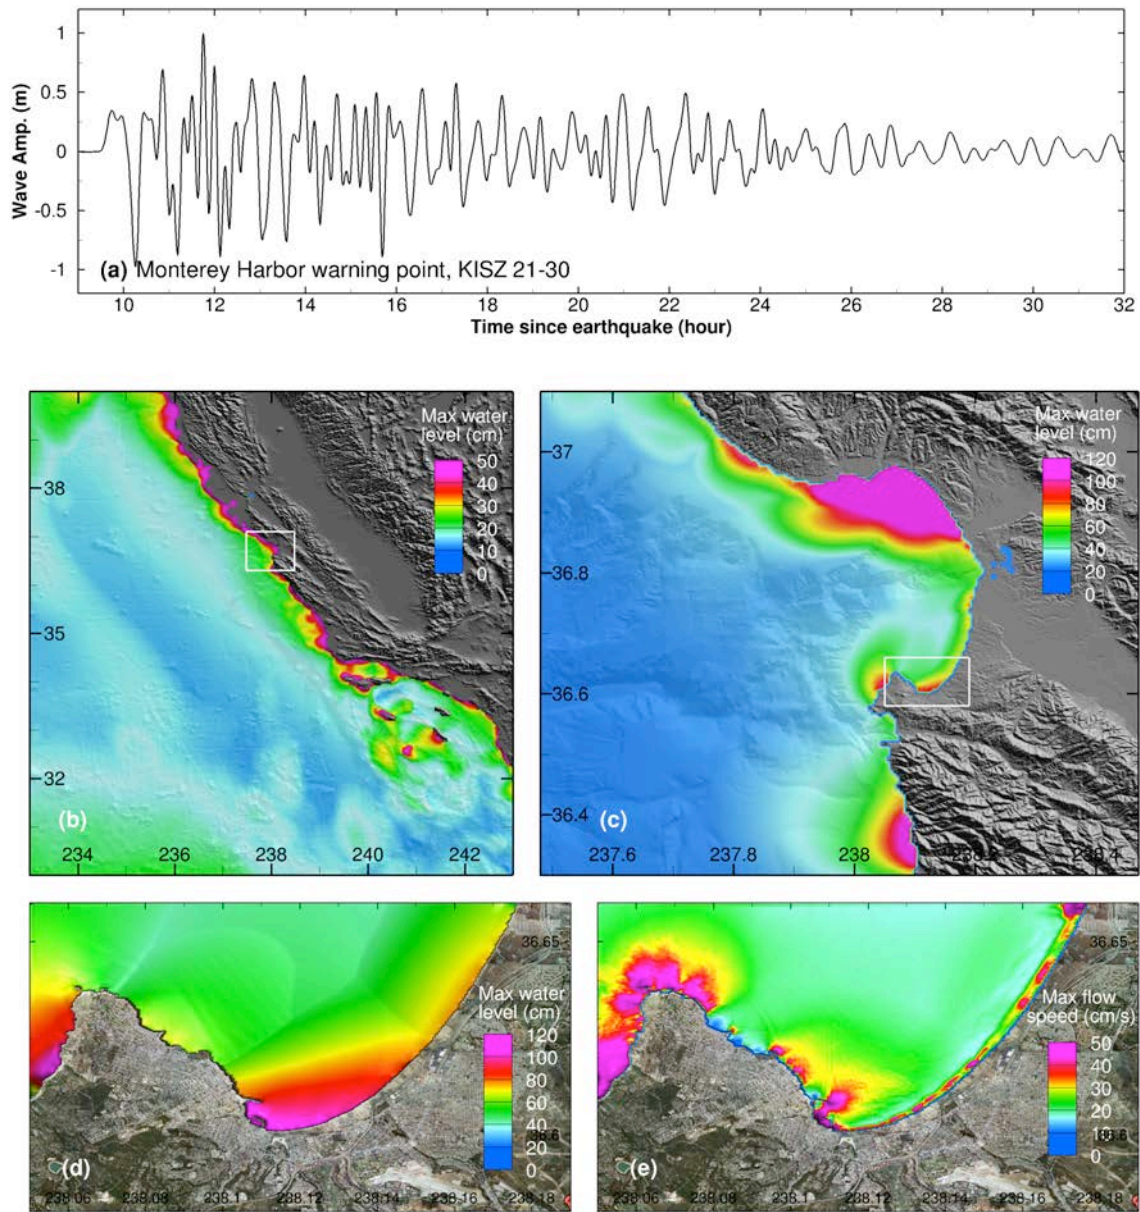 1
0.5
0
-0.5
-1
Wave Amp. (m)
(a) Monterey Harbor warning point, KISZ 21-30
10 12 14 16 18 20 22 24 26 28 30 32
Time since earthquake (hour)
Max water
level (cm)
50
40
30
20
10
0
38
35
32
(b)
234 236 238 240 242
Max water
level (cm)
120
100
80
60
40
20
0
37
36.8
36.6
36.4
(c)
237.6 237.8 238
36.65
Max water
level (cm)
120
100
80
60
40
20
0
36.6
(d)
238.06 238.08 238.1 238.12 238.14 238.16 238.18
36.65
Max flow
speed (cm/s)
50
40
30
20
10
0
36.6
(e)
238.06 238.08 238.1 238.12 238.14 238.16 238.18